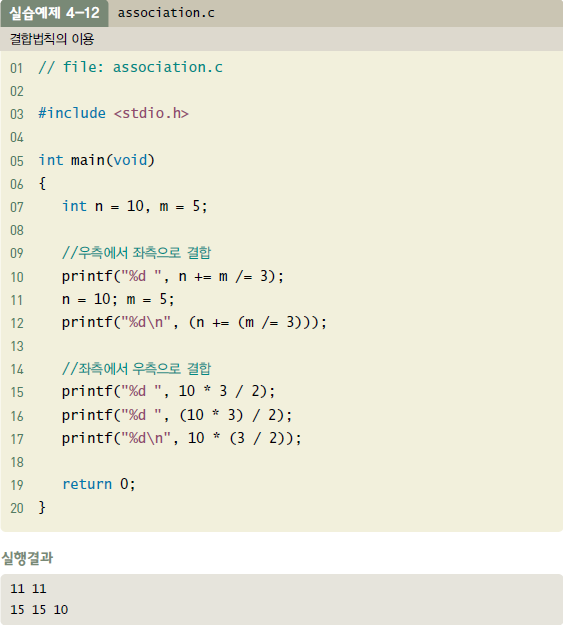 실습예제 4-12 association.c
결합법칙의 이용
01 // file: association.c
02
03 #include <stdio.h>
04
05 int main(void)
06 {
07 int n = 10, m = 5;
08
09 //우측에서 좌측으로 결합
10 printf("%d ", n += m /= 3);
11 n = 10; m = 5;
12 printf("%d\n", (n += (m /= 3)));
13
14 //좌측에서 우측으로 결합
15 printf("%d ", 10 * 3 / 2);
16 printf("%d ", (10 * 3) / 2);
17 printf("%d\n", 10 * (3 / 2));
18
19 return 0;
20 }
실행결과
11 11
15 15 10